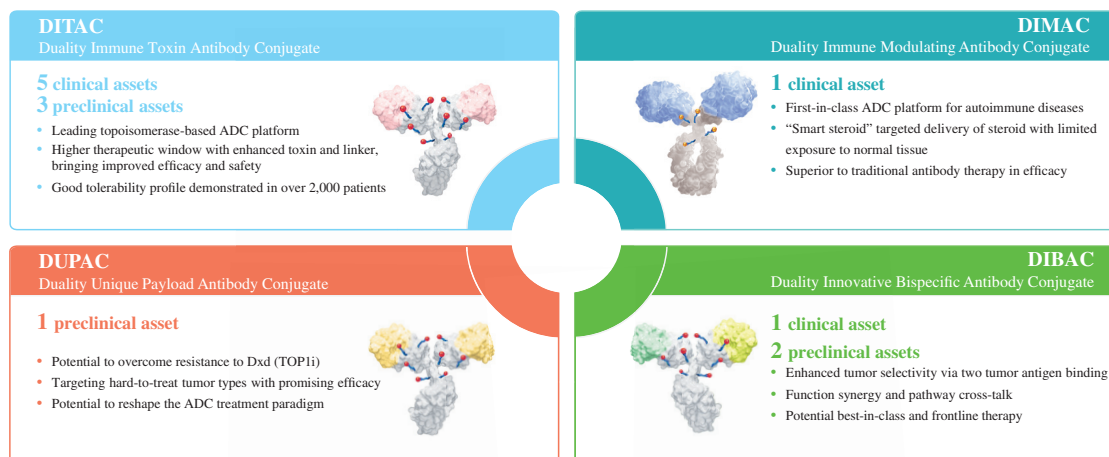 DITAC
Duality Immune Toxin Antibody Conjugate
5 clinical assets
3 preclinical assets
• Leading topoisomerase-based ADC platform
• Higher therapeutic window with enhanced toxin and linker,
bringing improved efficacy and safety
• Good tolerability profile demonstrated in over 2,000 patients
DIMAC
Duality Immune Modulating Antibody Conjugate
1 clinical asset
• First-in-class ADC platform for autoimmune diseases
• “Smart steroid” targeted delivery of steroid with limited
exposure to normal tissue
• Superior to traditional antibody therapy in efficacy
DUPAC
Duality Unique Payload Antibody Conjugate
1 preclinical asset
• Potential to overcome resistance to Dxd (TOP1i)
• Targeting hard-to-treat tumor types with promising efficacy
• Potential to reshape the ADC treatment paradigm
DIBAC
Duality Innovative Bispecific Antibody Conjugate
1 clinical asset
2 preclinical assets
• Enhanced tumor selectivity via two tumor antigen binding
• Function synergy and pathway cross-talk
• Potential best-in-class and frontline therapy